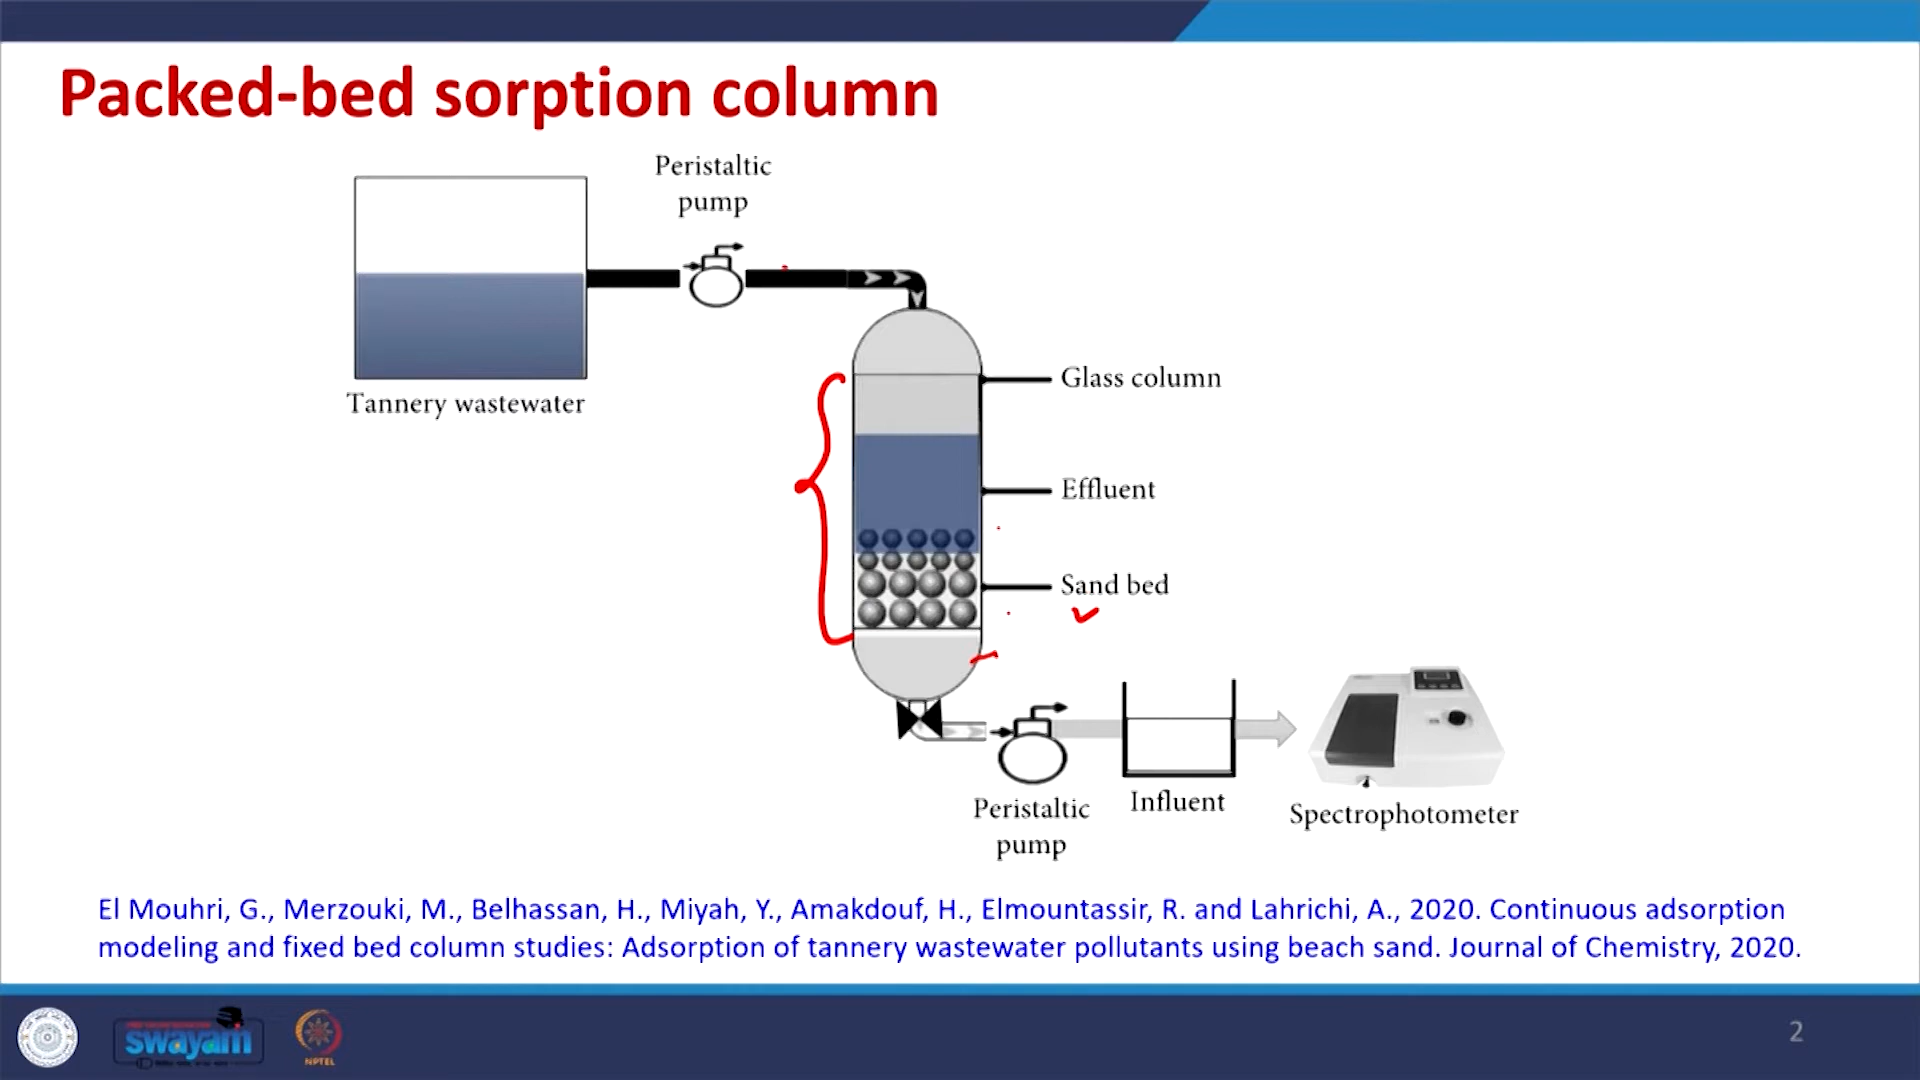 Packed-bed sorption column
Peristaltic
pump
Tannery wastewater
Glass column
Effluent
Sand bed
Peristaltic
pump
Influent
Spectrophotometer
El Mouhri, G., Merzouki, M., Belhassan, H., Miyah, Y., Amakdouf, H., Elmountassir, R. and Lahrichi, A., 2020. Continuous adsorption
modeling and fixed bed column studies: Adsorption of tannery wastewater pollutants using beach sand. Journal of Chemistry, 2020.
swayam
NPTEL
2